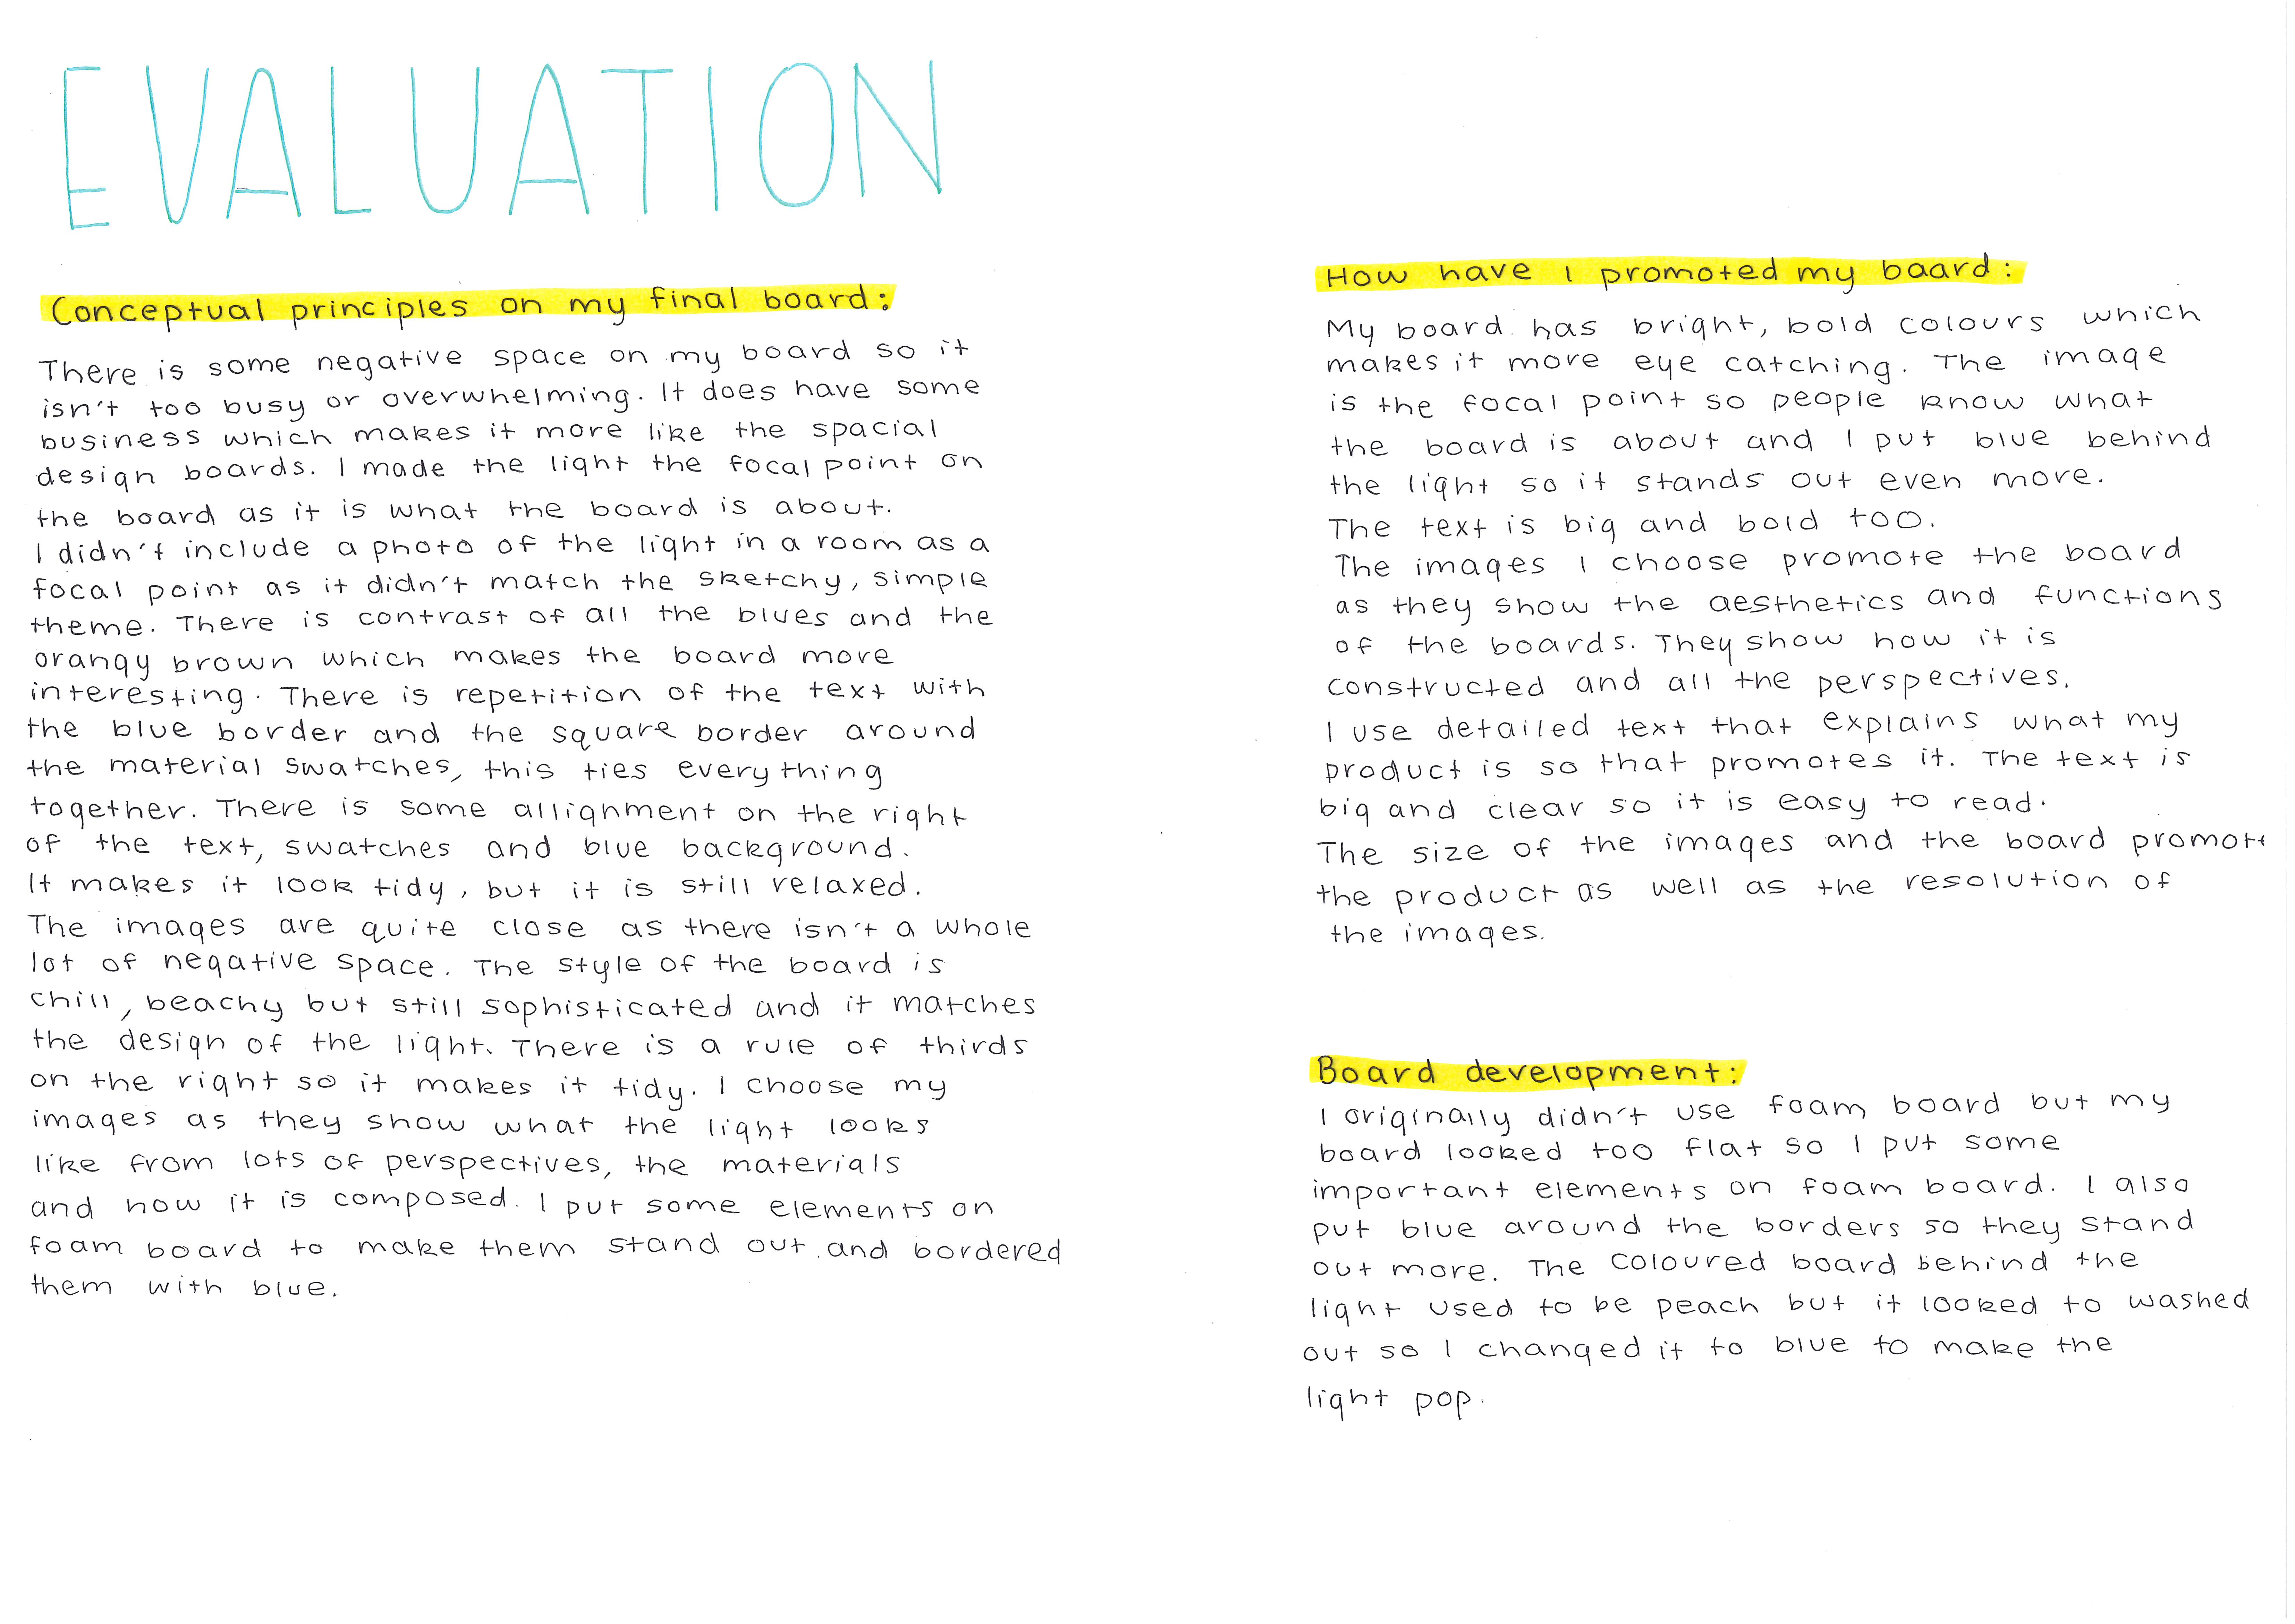 EVALUATION
Conceptual principles on my final board:
There is some negative space on my board so it
isn't too busy or overwhelming. It does have some
business which makes it more like the spacial
design boards. I made the light the focal point on
the board as it is what the board is about.
I didn't include a photo of the light in a room as a
focal point as it didn't match the sketchy, simple
theme. There is contrast of all the blues and the
orangy brown which makes the board more
interesting. There is repetition of the text with
the blue border and the square border around
the material swatches, this ties everything
together. There is some allignment on the right
of the text, swatches and blue background.
It makes it look tidy, but it is still relaxed.
The images are quite close as there isn't a whole
lot of negative space. The style of the board is
chill, beachy but still sophisticated and it matches
the design of the light. There is a rule of thirds
on the right so it makes it tidy. I choose my
images as they show what the light looks
like from lots of perspectives, the materials
and how it is composed. I put some elements on
foam board to make them stand out and bordered
them with blue.
How have I promoted my board:
My board has bright, bold colours which
makes it more eye catching. The image
is the focal point so people know what
the board is about and I put blue behind
the light so it stands out even more.
The text is big and bold too.
The images I choose promote the board
as they show the aesthetics and functions
of the boards. They show how it is
constructed and all the perspectives.
I use detailed text that explains what my
product is so that promotes it. The text is
big and clear so it is easy to read.
The size of the images and the board promote
the product as well as the resolution of
the images.
Board development:
I originally didn't use foam board but my
board looked too flat so I put some
important elements on foam board. I also
put blue around the borders so they stand
out more. The coloured board behind the
light used to be peach but it looked to washed
out so I changed it to blue to make the
light pop.